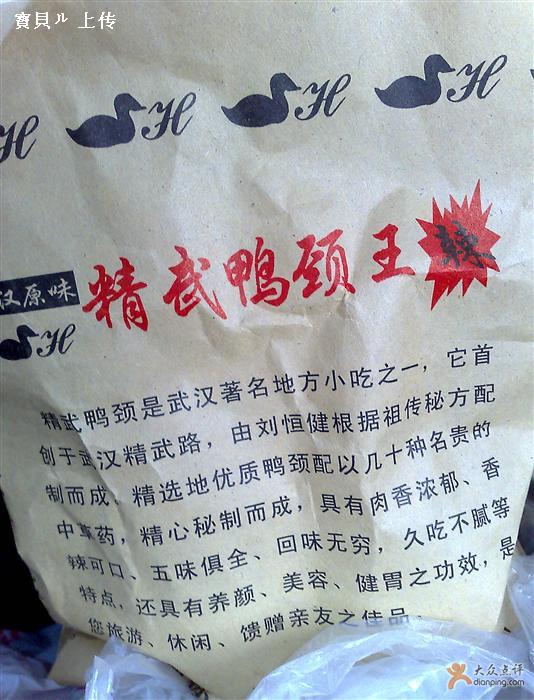 寶貝ル 上传
H H H H
精武鸭颈王 辣
汉原味
H
精武鸭颈是武汉著名地方小吃之一，它首
创于武汉精武路，由刘恒健根据祖传秘方配
制而成。精选地优质鸭颈配以几十种名贵的
中草药，精心秘制而成，具有肉香浓郁、香
辣可口、五味俱全、回味无穷，久吃不腻等
特点，还具有养颜、美容、健胃之功效，是
您旅游、休闲、馈赠亲友之佳品。
大众点评
dianping.com